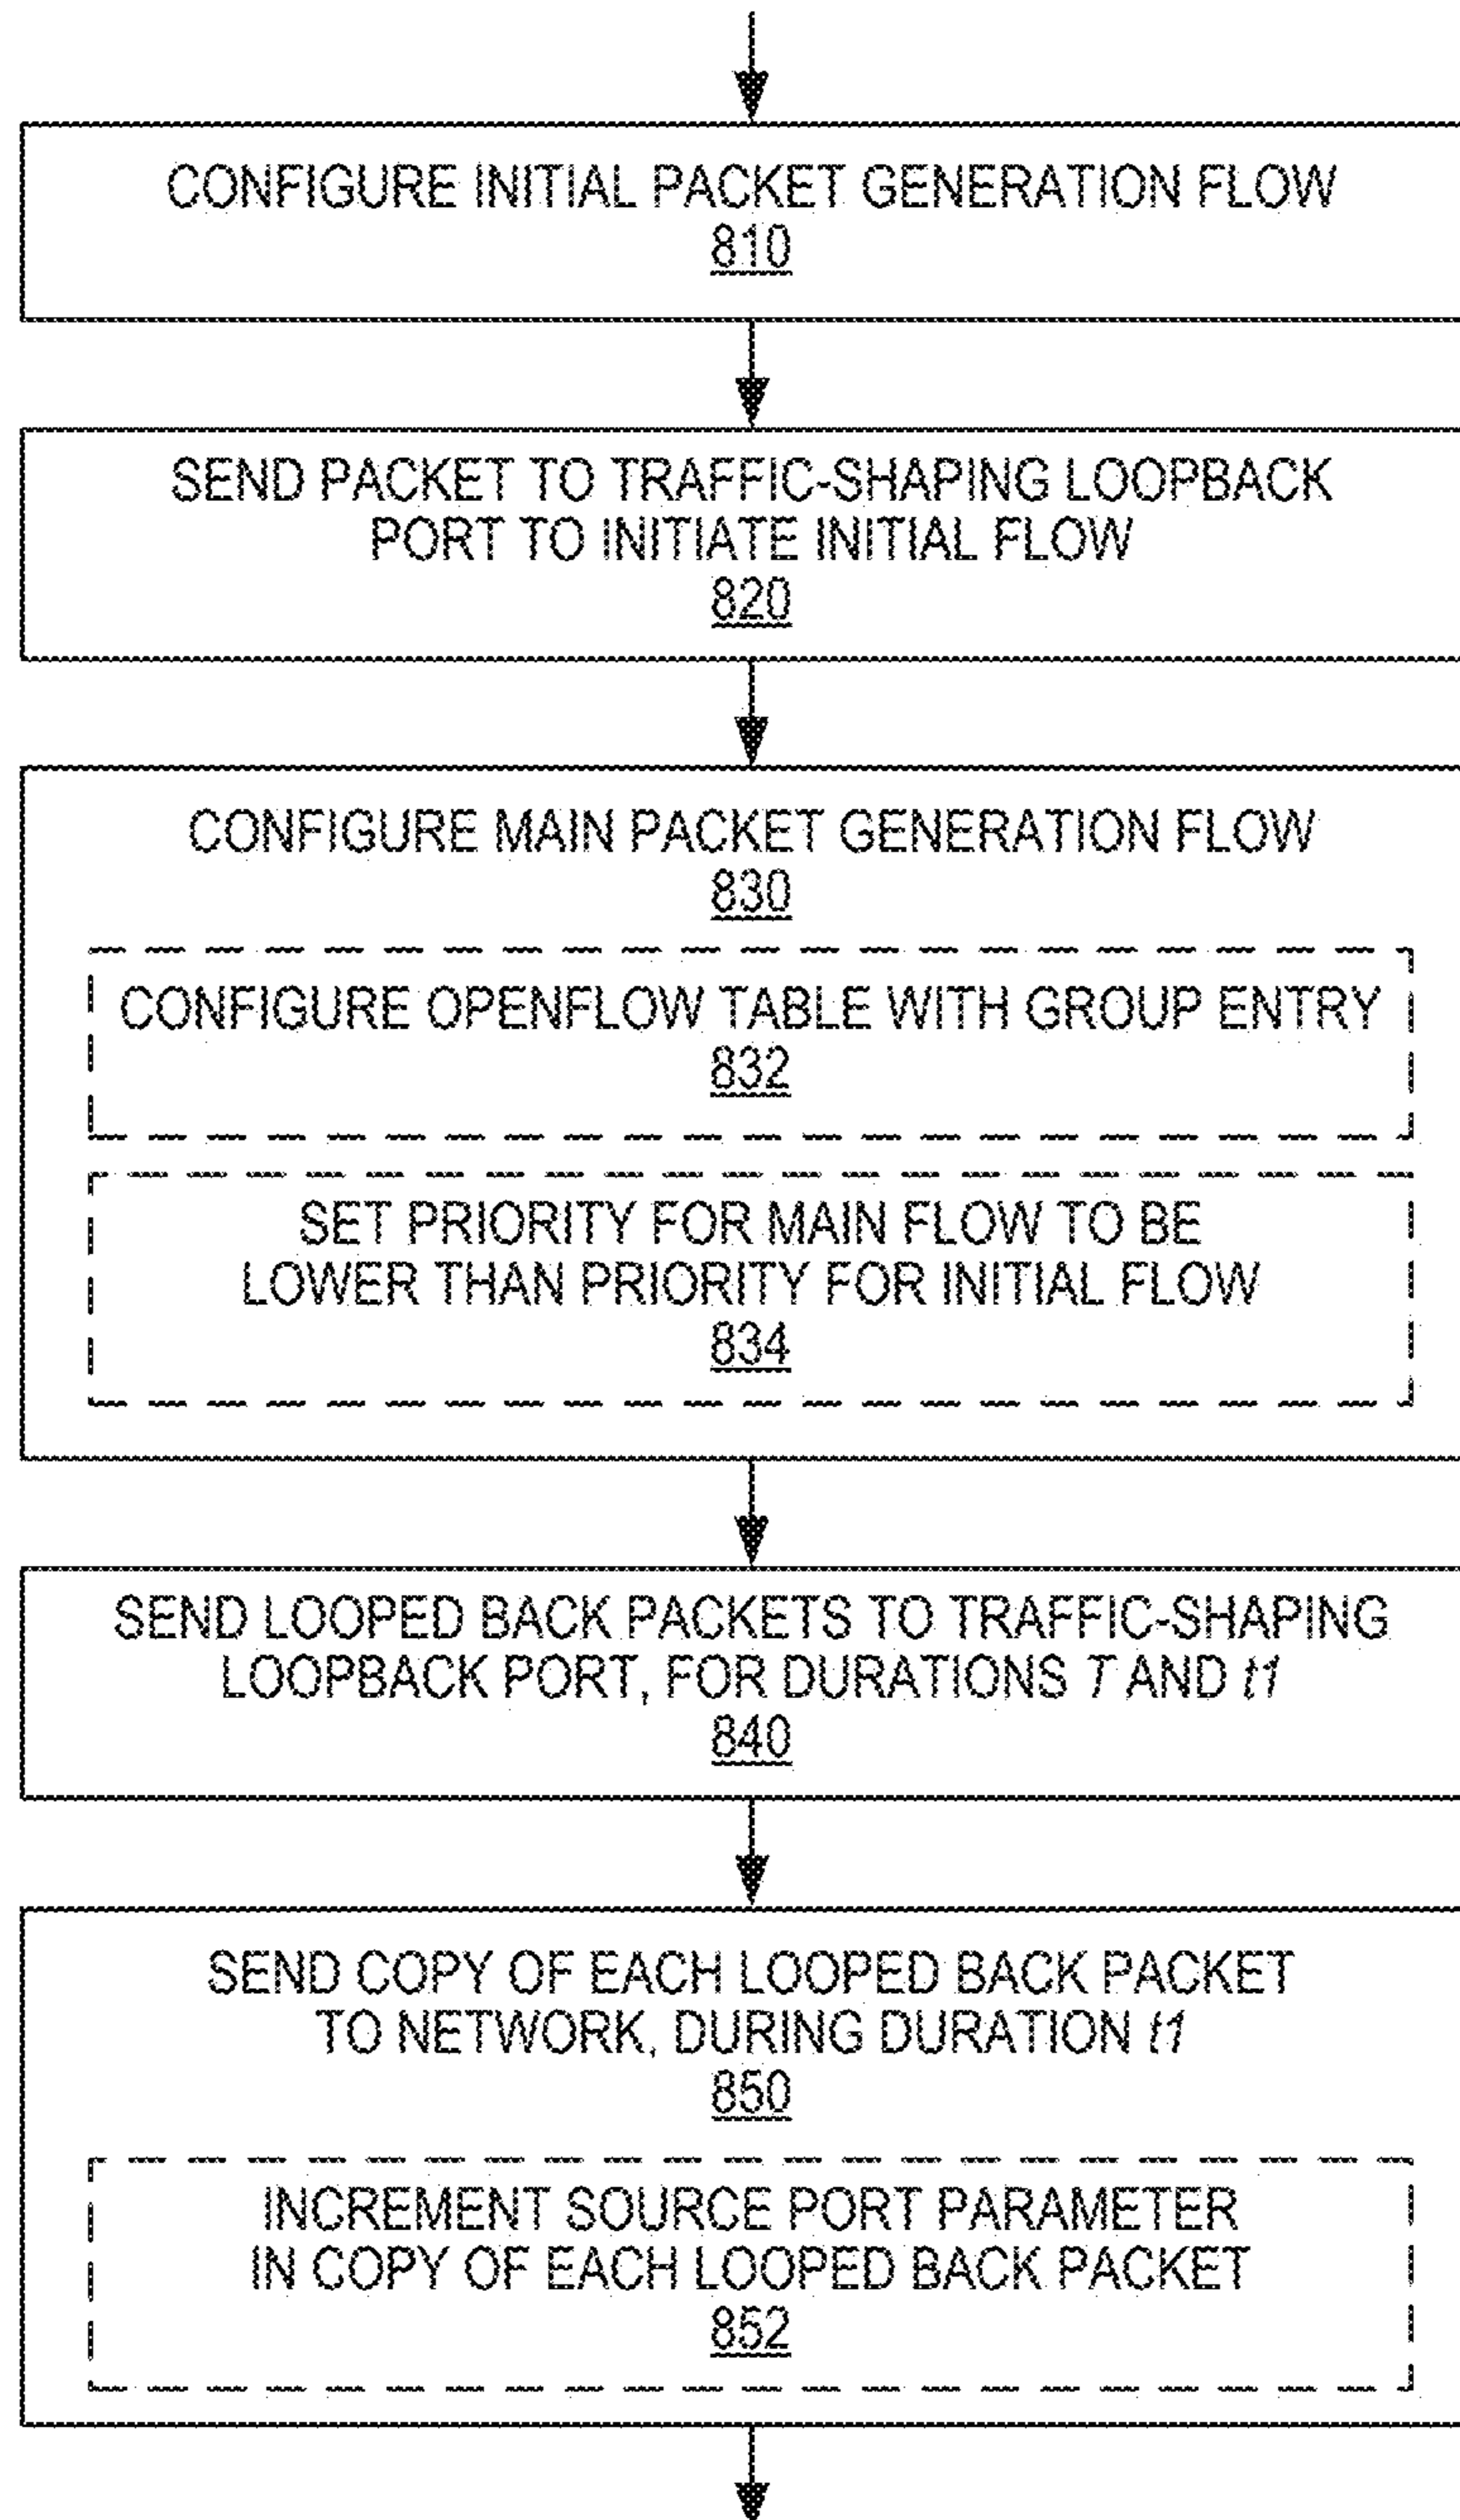 CONFIGURE INITIAL PACKET GENERATION FLOW
810
SEND PACKET TO TRAFFIC-SHAPING LOOPBACK
PORT TO INITIATE INITIAL FLOW
820
CONFIGURE MAIN PACKET GENERATION FLOW
830
CONFIGURE OPENFLOW TABLE WITH GROUP ENTRY
832
SET PRIORITY FOR MAIN FLOW TO BE
LOWER THAN PRIORITY FOR INITIAL FLOW
834
SEND LOOPED BACK PACKETS TO TRAFFIC-SHAPING
LOOPBACK PORT, FOR DURATIONS T AND t1
840
SEND COPY OF EACH LOOPED BACK PACKET
TO NETWORK, DURING DURATION t1
850
INCREMENT SOURCE PORT PARAMETER
IN COPY OF EACH LOOPED BACK PACKET
852